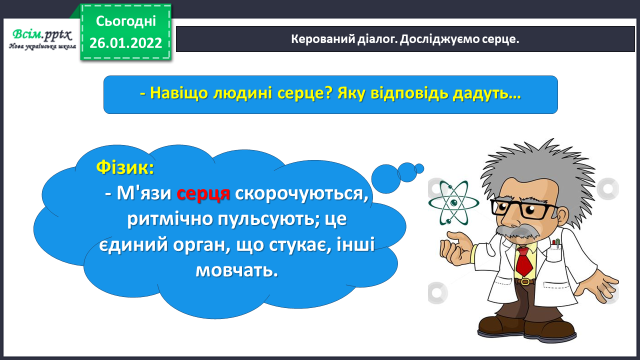 Всім.pptx
Нова українська школа
Сьогодні
26.01.2022
Керований діалог. Досліджуємо серце.
- Навіщо людині серце? Яку відповідь дадуть…
Фізик:
- М'язи серця скорочуються,
ритмічно пульсують; це
єдиний орган, що стукає, інші
мовчать.